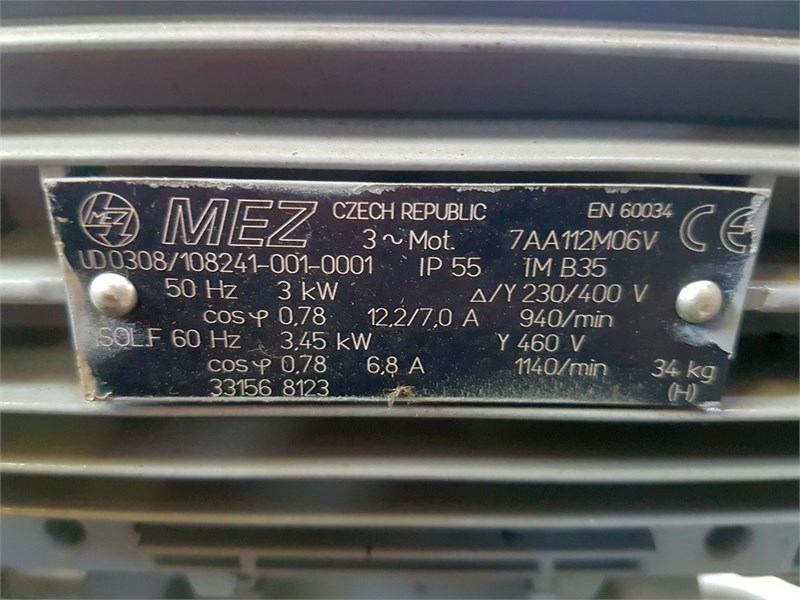 MEZ MEZ CZECH REPUBLIC EN 60034 CE
3~Mot. 7AA112M06V
UD0308/108241-001-0001 IP 55 IM B35
50 Hz 3 kW Δ/Y 230/400 V
cos φ 0,78 12,2/7,0 A 940/min
ISOL.F 60 Hz 3.45 kW Y 460 V
cos φ 0,78 6,8 A 1140/min 34 kg
33156 8123 (H)